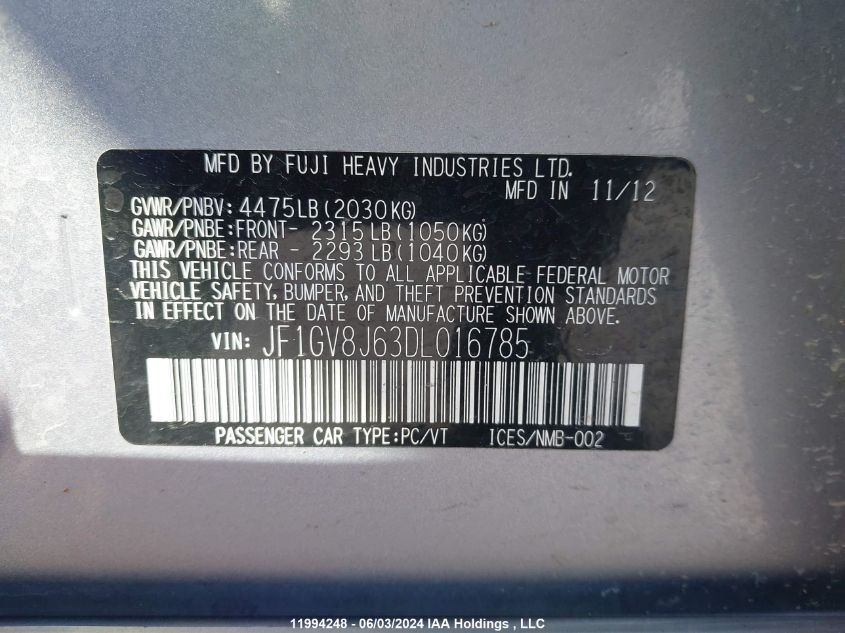 MFD BY FUJI HEAVY INDUSTRIES LTD.
MFD IN 11/12
GVWR/PNBV: 4475LB(2030KG)
GAWR/PNBE:FRONT- 2315LB(1050KG)
GAWR/PNBE:REAR - 2293LB(1040KG)
THIS VEHICLE CONFORMS TO ALL APPLICABLE FEDERAL MOTOR
VEHICLE SAFETY, BUMPER, AND THEFT PREVENTION STANDARDS
IN EFFECT ON THE DATE OF MANUFACTURE SHOWN ABOVE.
VIN: JF1GV8J63DL016785
PASSENGER CAR TYPE:PC/VT ICES/NMB-002
11994248 - 06/03/2024 IAA Holdings , LLC